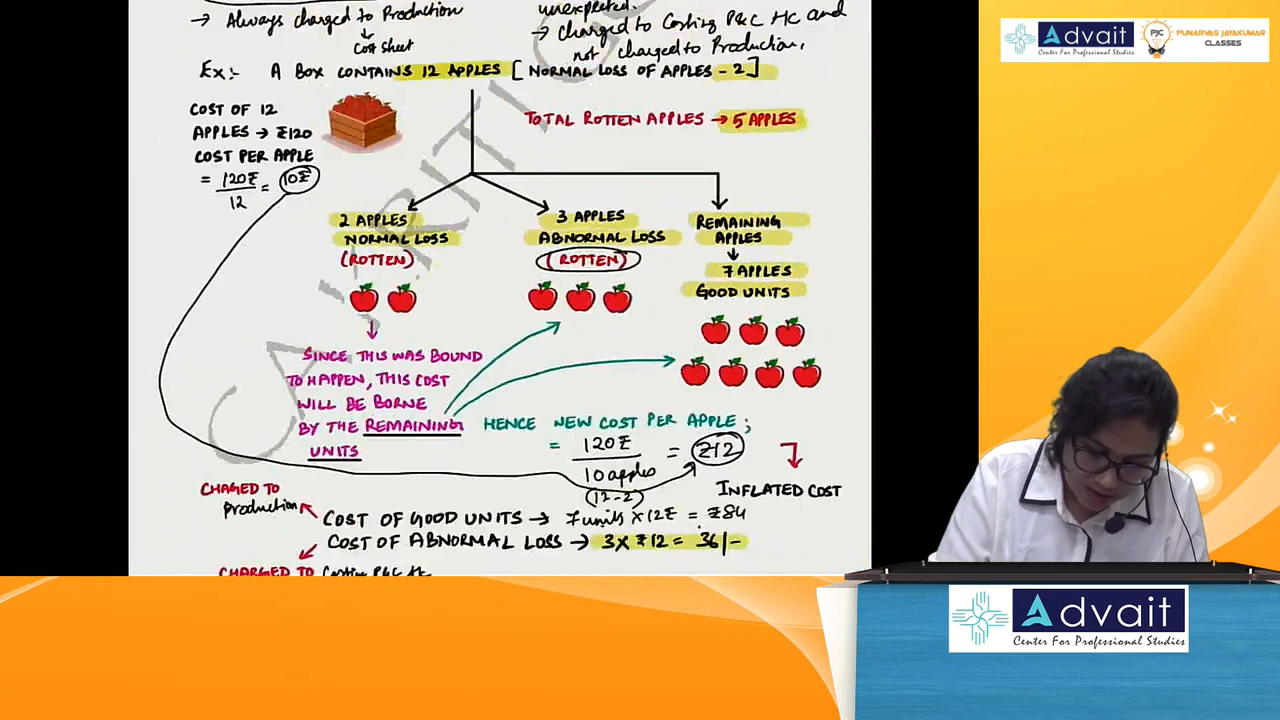 → Always charged to Production
↓
Cost Sheet
unexpected.
→ Charged to Costing P&L A/C and
not charged to Production.
Ex:- A BOX CONTAINS 12 APPLES [NORMAL LOSS OF APPLES - 2]
COST OF 12
APPLES → ₹120
COST PER APPLE
= 120₹/12 = 10₹
TOTAL ROTTEN APPLES → 5 APPLES
2 APPLES
NORMAL LOSS
(ROTTEN)
3 APPLES
ABNORMAL LOSS
(ROTTEN)
REMAINING
APPLES
↓
7 APPLES
GOOD UNITS
SINCE THIS WAS BOUND
TO HAPPEN, THIS COST
WILL BE BORNE
BY THE REMAINING
UNITS
HENCE NEW COST PER APPLE;
= 120₹/10 apples = ₹12
(12-2)
INFLATED COST
CHAGED TO
Production
COST OF GOOD UNITS → 7 units × 12₹ = ₹84
COST OF ABNORMAL LOSS → 3 × ₹12 = 36/-
CHARGED TO Costing P&L A/c
Advait
Center For Professional Studies
PJC
PUNARVAS JAYAKUMAR
CLASSES
Advait
Center For Professional Studies